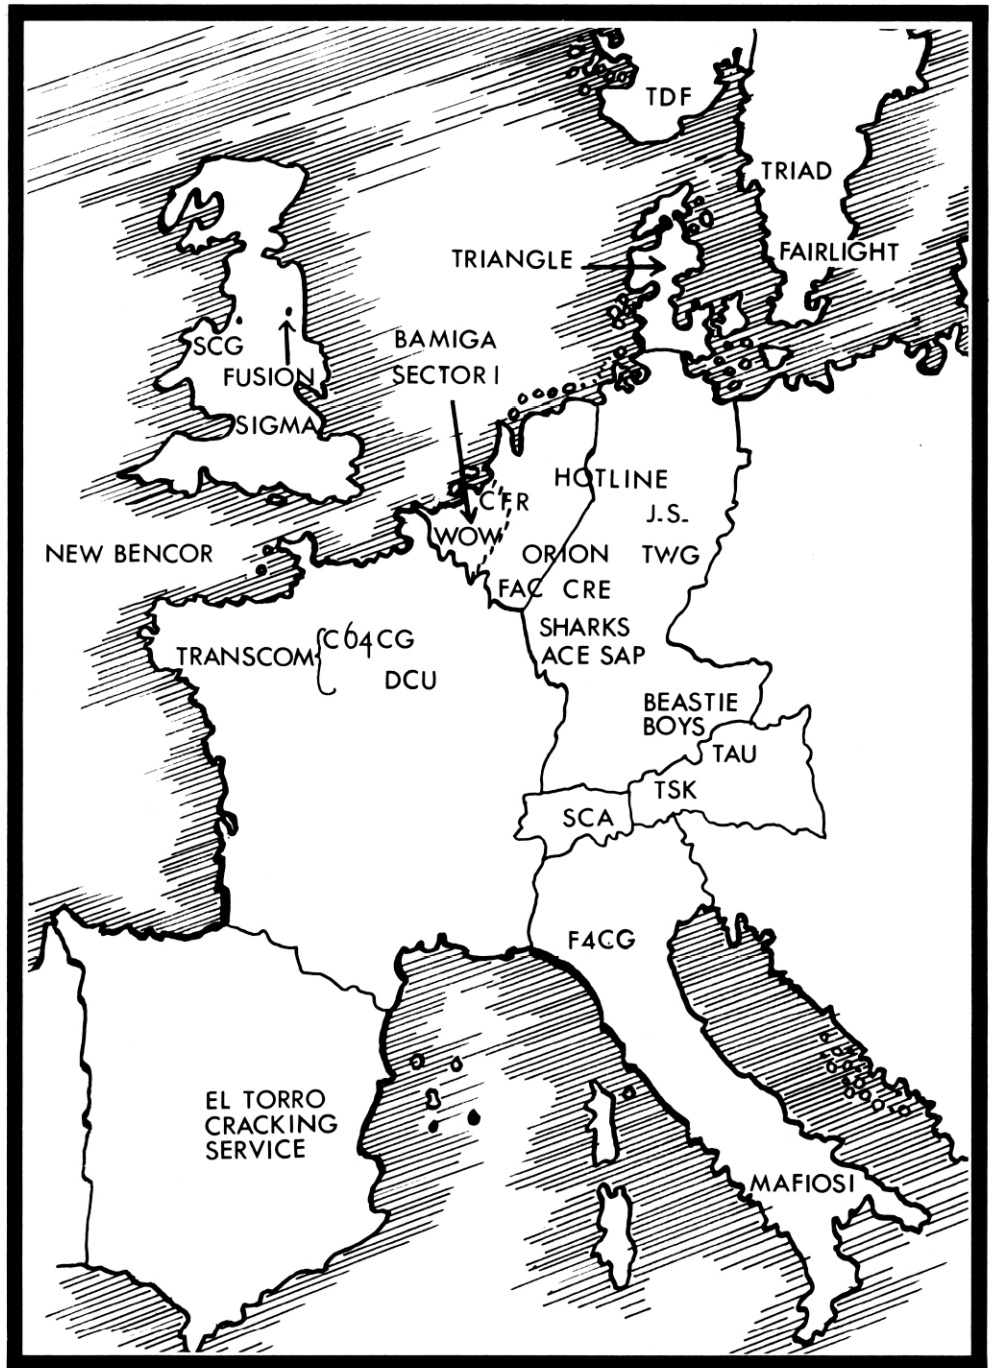 TDF
TRIAD
FAIRLIGHT
TRIANGLE
SCG
FUSION
SIGMA
BAMIGA
SECTOR I
HOTLINE
CFR
J.S.
WOW
NEW BENCOR
ORION
TWG
FAC
CRE
SHARKS
ACE SAP
TRANSCOM
C64CG
DCU
BEASTIE
BOYS
TAU
TSK
SCA
F4CG
EL TORRO
CRACKING
SERVICE
MAFIOSI